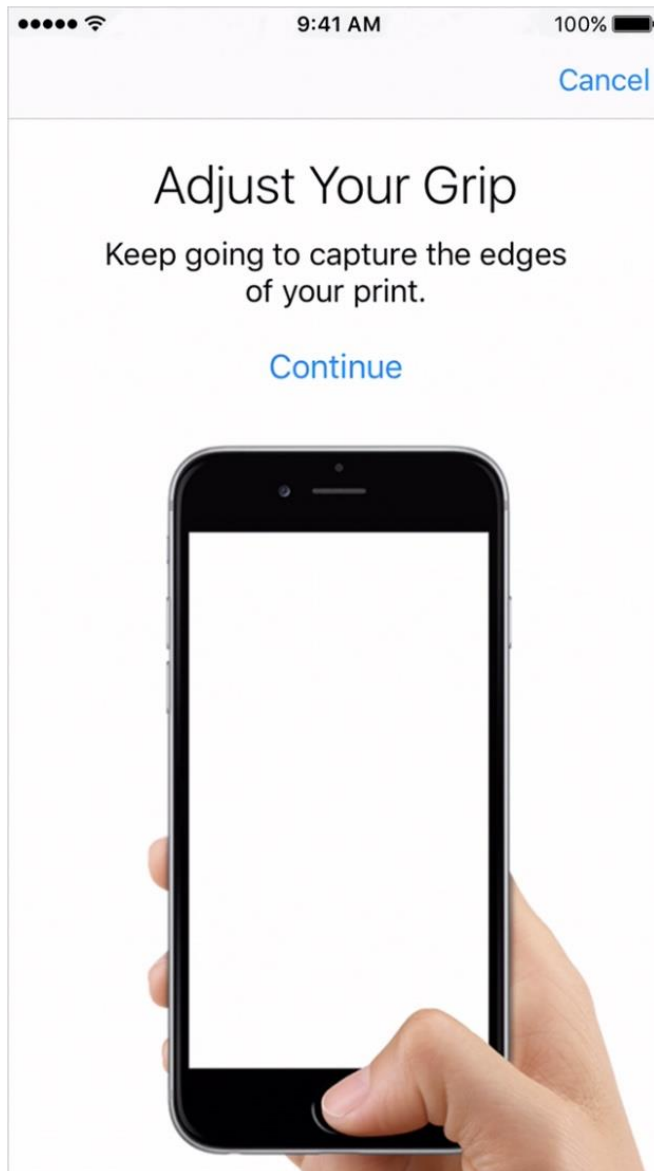 9:41 AM
100%
Cancel
Adjust Your Grip
Keep going to capture the edges
of your print.
Continue